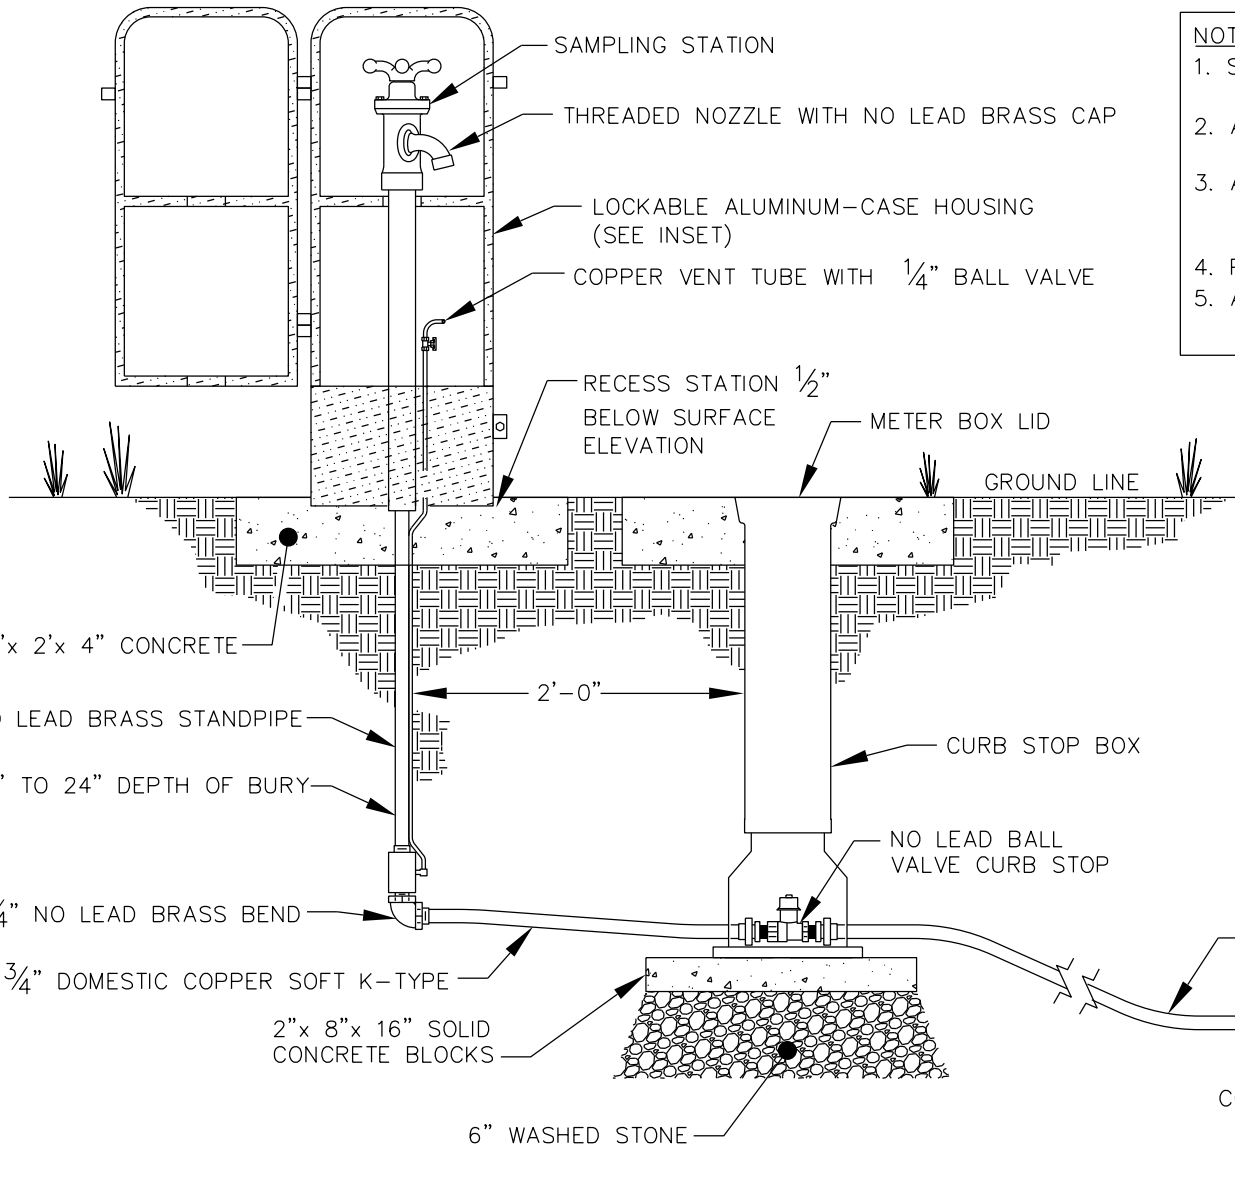 SAMPLING STATION
THREADED NOZZLE WITH NO LEAD BRASS CAP
LOCKABLE ALUMINUM-CASE HOUSING
(SEE INSET)
COPPER VENT TUBE WITH 1/4" BALL VALVE
NOT
1. S
2. A
3. A
4.
5. A
RECESS STATION 1/2"
BELOW SURFACE
ELEVATION
METER BOX LID
GROUND LINE
'x 2'x 4" CONCRETE
LEAD BRASS STANDPIPE
" TO 24" DEPTH OF BURY
2'-0"
CURB STOP BOX
NO LEAD BALL
VALVE CURB STOP
4" NO LEAD BRASS BEND
3/4" DOMESTIC COPPER SOFT K-TYPE
2"x 8"x 16" SOLID
CONCRETE BLOCKS
6" WASHED STONE